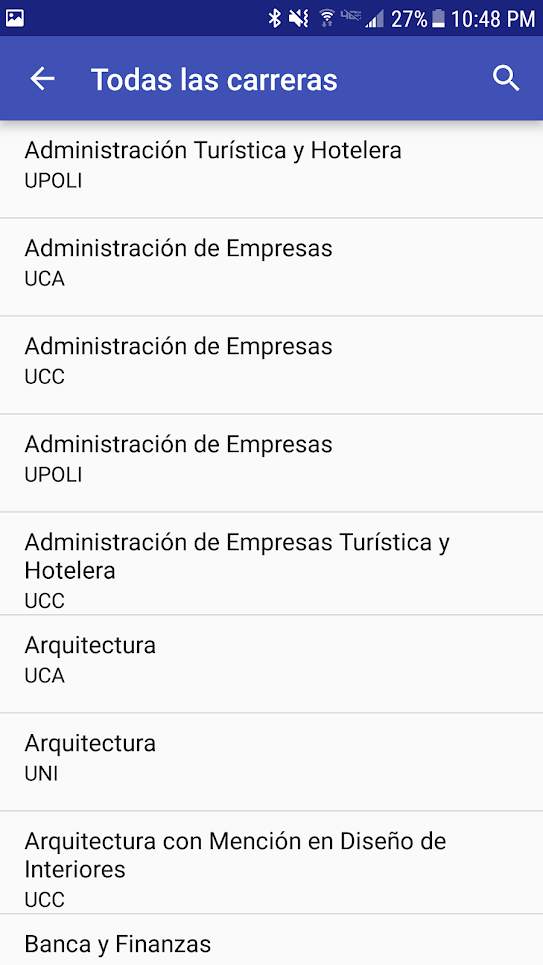 27% 10:48 PM
Todas las carreras
Administración Turística y Hotelera
UPOLI
Administración de Empresas
UCA
Administración de Empresas
UCC
Administración de Empresas
UPOLI
Administración de Empresas Turística y
Hotelera
UCC
Arquitectura
UCA
Arquitectura
UNI
Arquitectura con Mención en Diseño de
Interiores
UCC
Banca y Finanzas